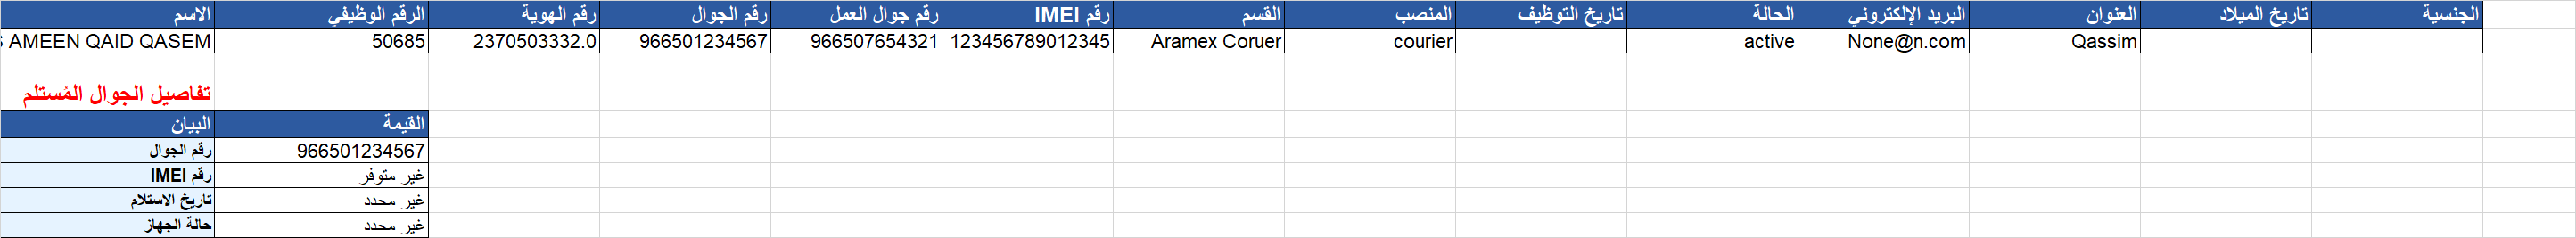 الاسم الرقم الوظيفي رقم الهوية رقم الجوال رقم جوال العمل رقم IMEI القسم المنصب تاريخ التوظيف الحالة البريد الإلكتروني العنوان تاريخ الميلاد الجنسية
AMEEN QAID QASEM 50685 2370503332.0 966501234567 966507654321 123456789012345 Aramex Coruer courier active None@n.com Qassim
تفاصيل الجوال المُستلم
البيان القيمة
رقم الجوال 966501234567
رقم IMEI غير متوفر
تاريخ الاستلام غير محدد
حالة الجهاز غير محدد